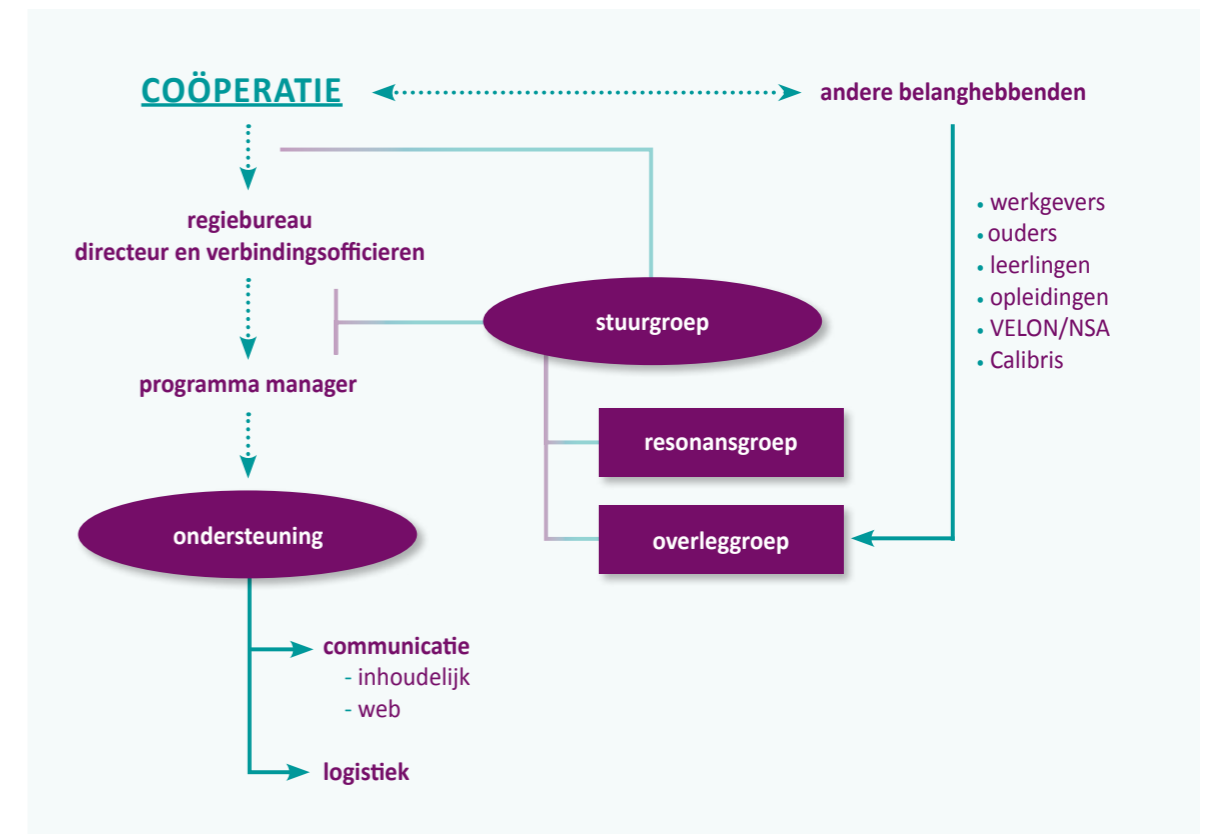 COÖPERATIE
andere belanghebbenden
• werkgevers
• ouders
• leerlingen
• opleidingen
• VELON/NSA
• Calibris
regiebureau
directeur en verbindingsofficieren
stuurgroep
programma manager
resonansgroep
overleggroep
ondersteuning
communicatie
- inhoudelijk
- web
logistiek